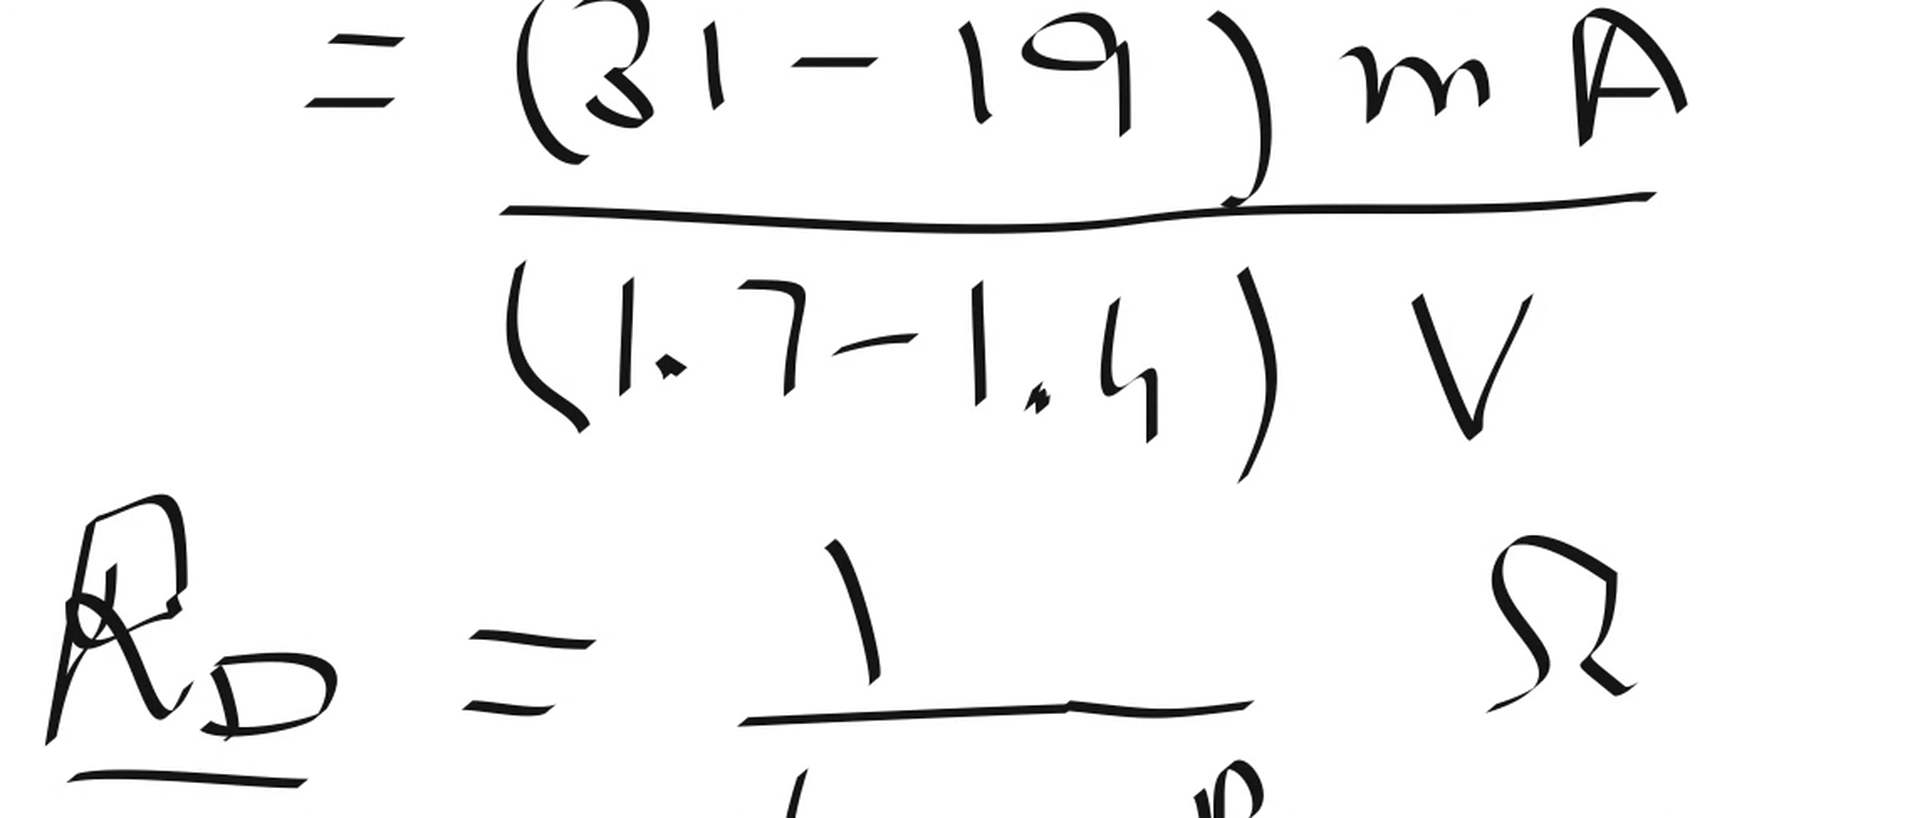 = (31 - 19) mA
(1.7 - 1.4) V
R_D = 1 Ω